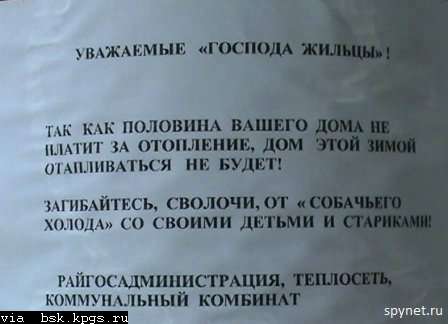 УВАЖАЕМЫЕ «ГОСПОДА ЖИЛЬЦЫ»!
ТАК КАК ПОЛОВИНА ВАШЕГО ДОМА НЕ
ПЛАТИТ ЗА ОТОПЛЕНИЕ, ДОМ ЭТОЙ ЗИМОЙ
ОТАПЛИВАТЬСЯ НЕ БУДЕТ!
ЗАГИБАЙТЕСЬ, СВОЛОЧИ, ОТ «СОБАЧЬЕГО
ХОЛОДА» СО СВОИМИ ДЕТЬМИ И СТАРИКАМИ!
РАЙГОСАДМИНИСТРАЦИЯ, ТЕПЛОСЕТЬ,
КОММУНАЛЬНЫЙ КОМБИНАТ
via bsk.kpgs.ru
spynet.ru